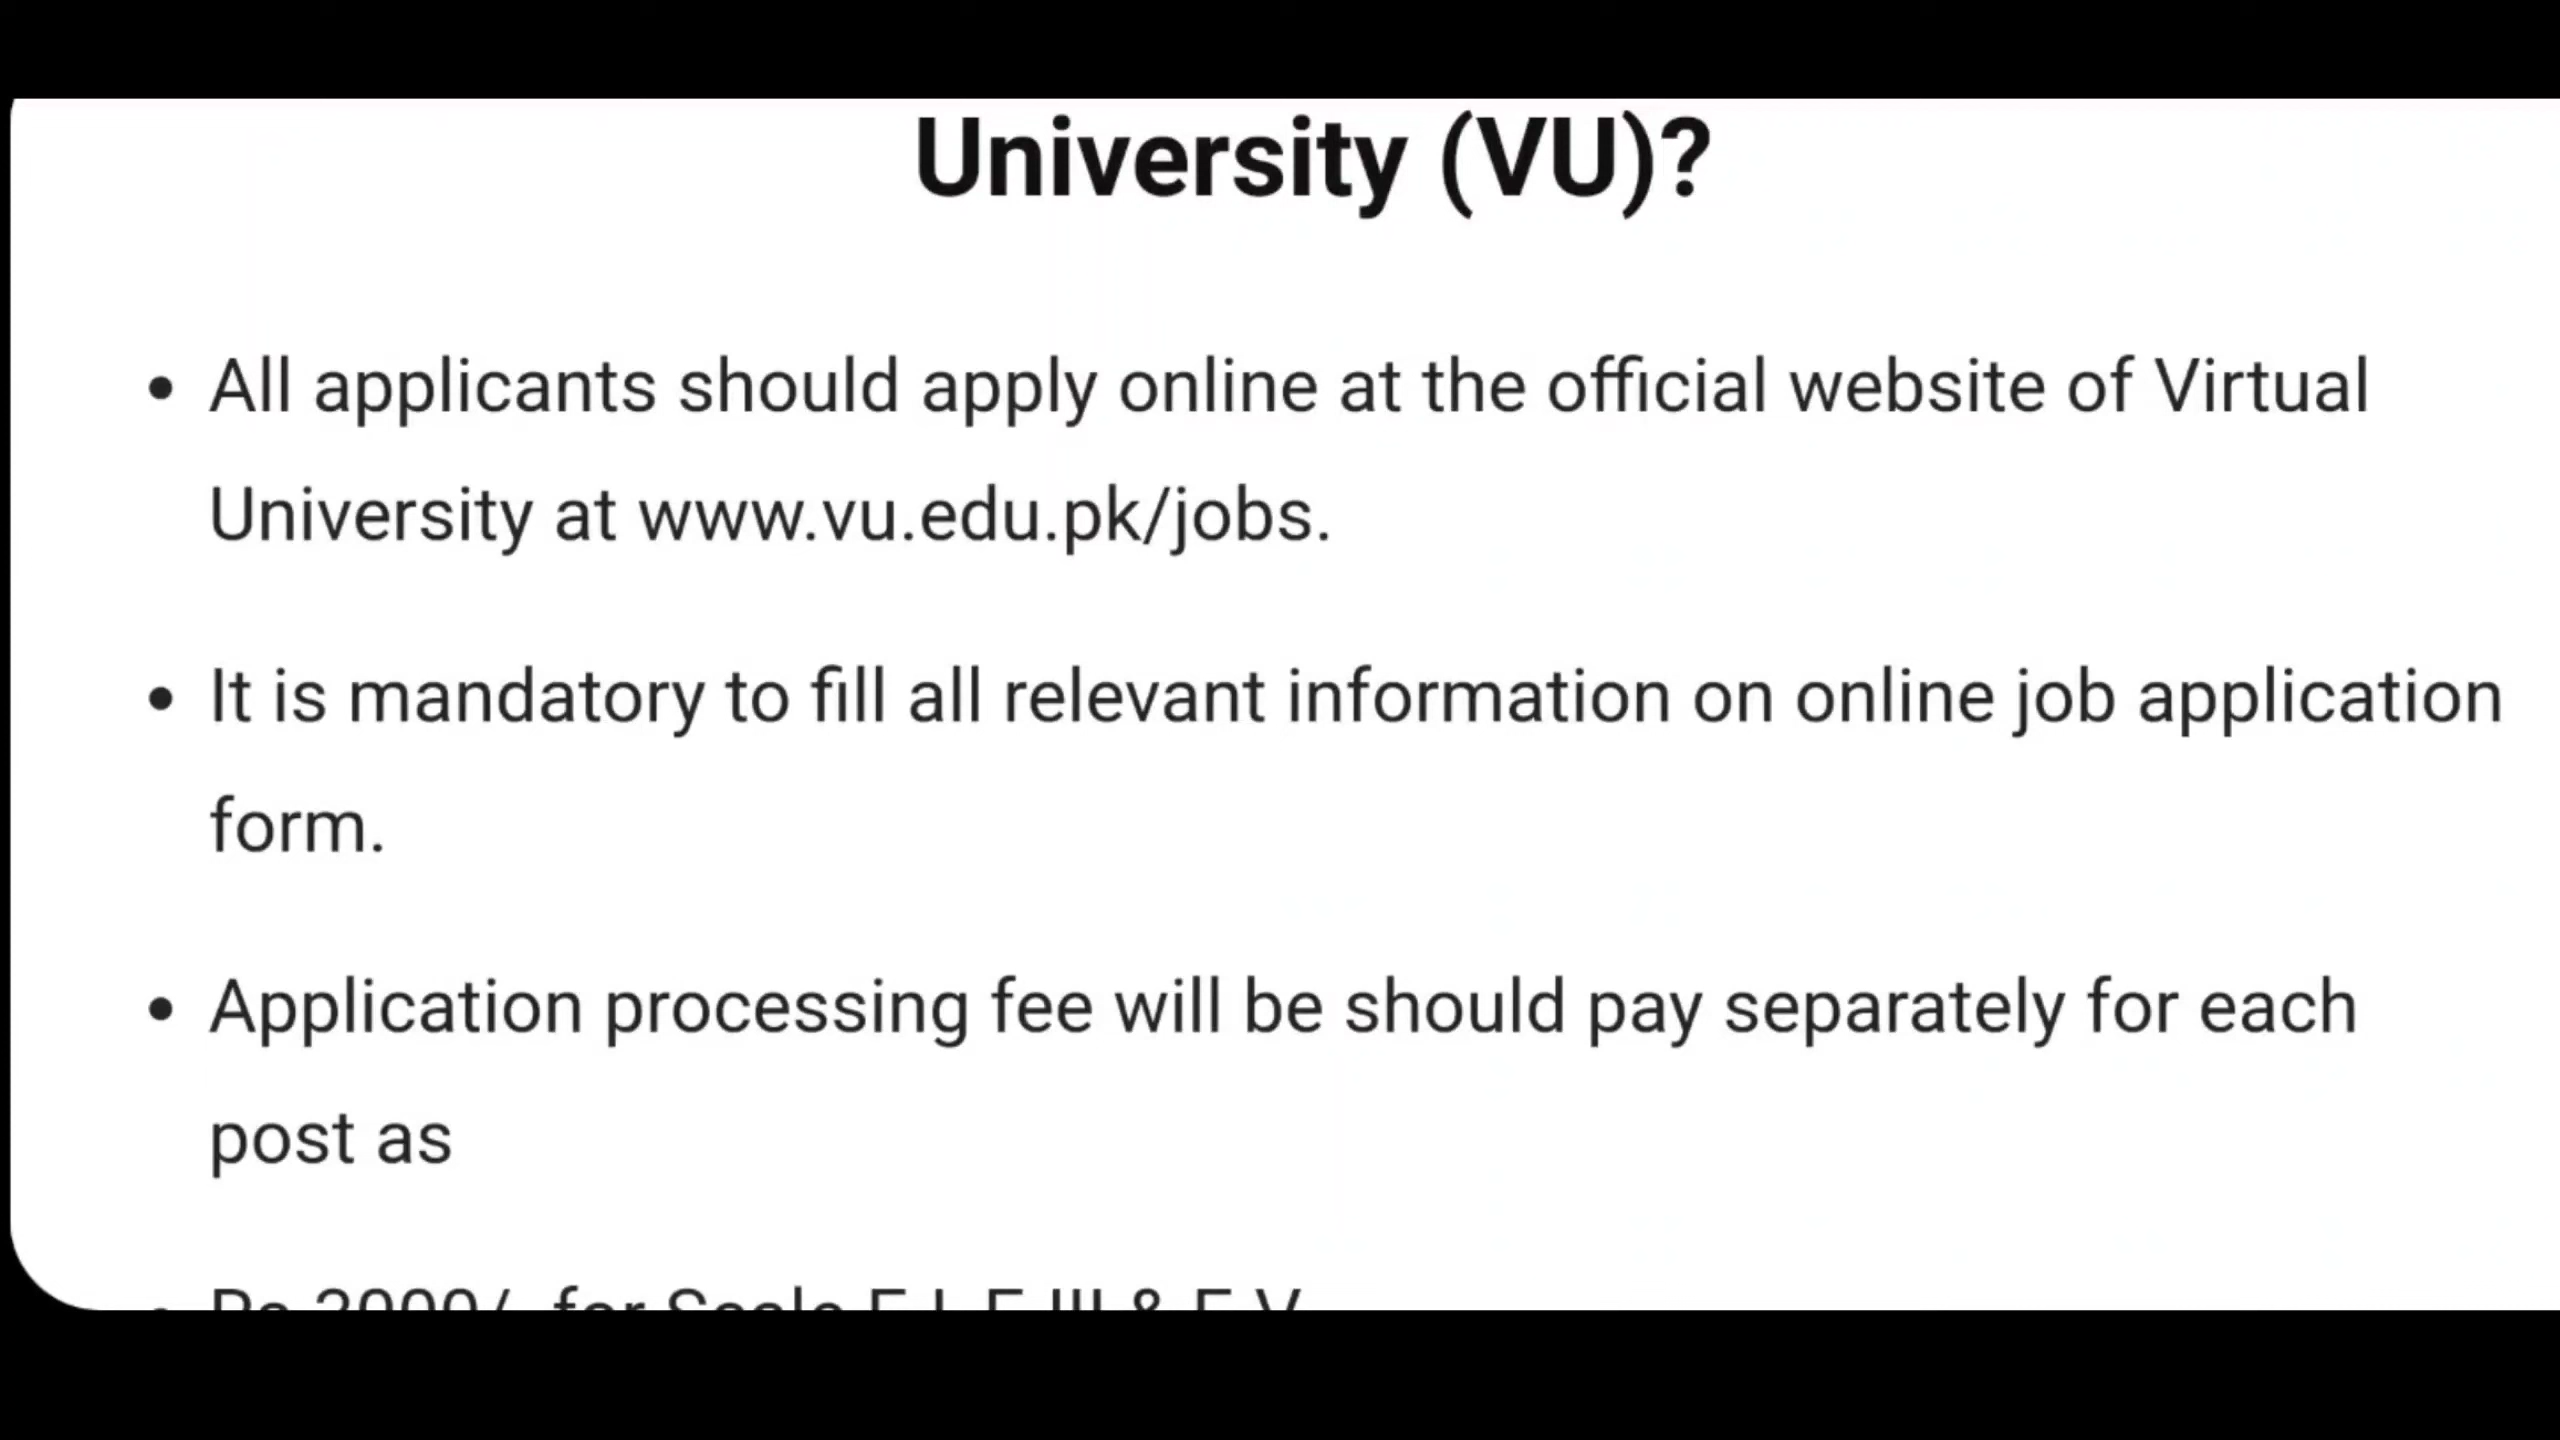 University (VU)?
• All applicants should apply online at the official website of Virtual
University at www.vu.edu.pk/jobs.
• It is mandatory to fill all relevant information on online job application
form.
• Application processing fee will be should pay separately for each
post as
for Scale